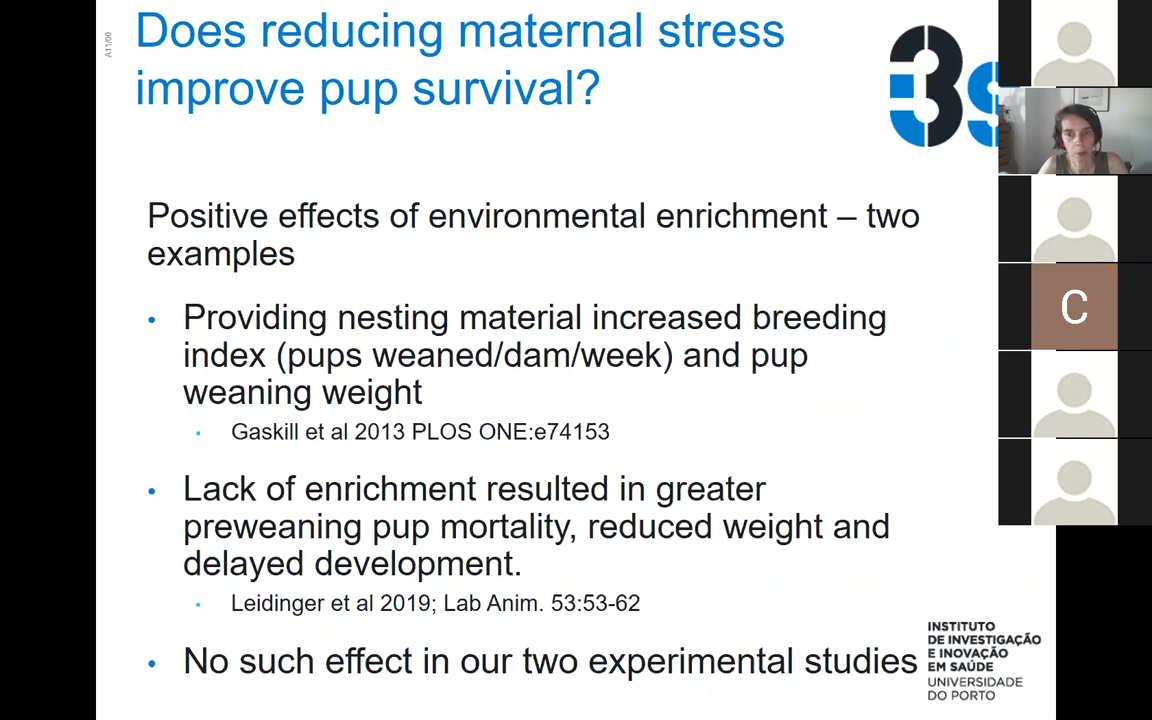 Does reducing maternal stress
improve pup survival?
A11/00
3s
Positive effects of environmental enrichment – two
examples
• Providing nesting material increased breeding
index (pups weaned/dam/week) and pup
weaning weight
• Gaskill et al 2013 PLOS ONE:e74153
• Lack of enrichment resulted in greater
preweaning pup mortality, reduced weight and
delayed development.
• Leidinger et al 2019; Lab Anim. 53:53-62
• No such effect in our two experimental studies
C
INSTITUTO
DE INVESTIGAÇÃO
E INOVAÇÃO
EM SAÚDE
UNIVERSIDADE
DO PORTO